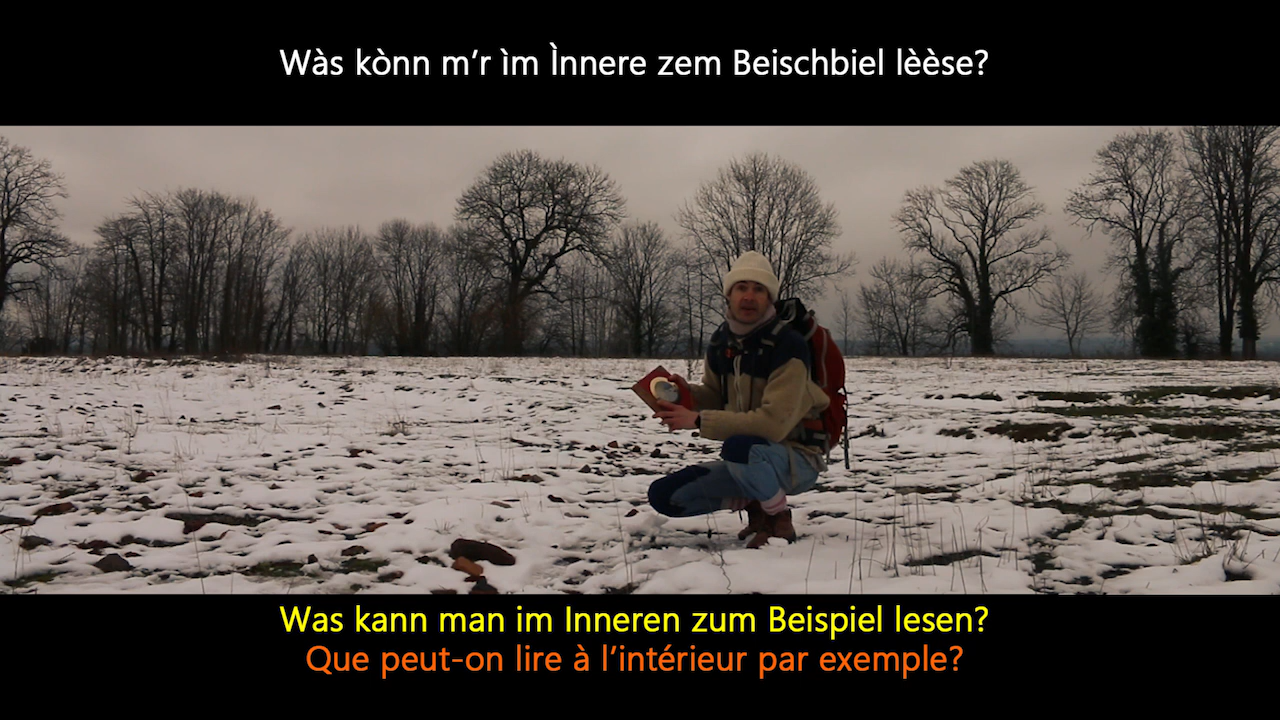 Wàs kònn m’r ìm Ìnnere zem Beischbiel lèèse?
Was kann man im Inneren zum Beispiel lesen?
Que peut-on lire à l’intérieur par exemple?